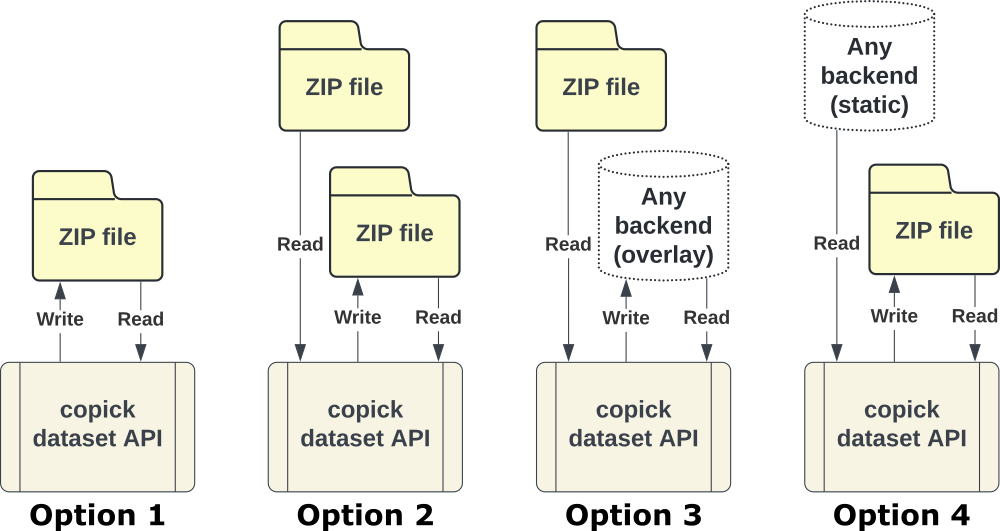 ZIP file
Write
Read
copick
dataset API
Option 1
ZIP file
Read
ZIP file
Write
Read
copick
dataset API
Option 2
ZIP file
Read
Any
backend
(overlay)
Write
Read
copick
dataset API
Option 3
Any
backend
(static)
Read
ZIP file
Write
Read
copick
dataset API
Option 4